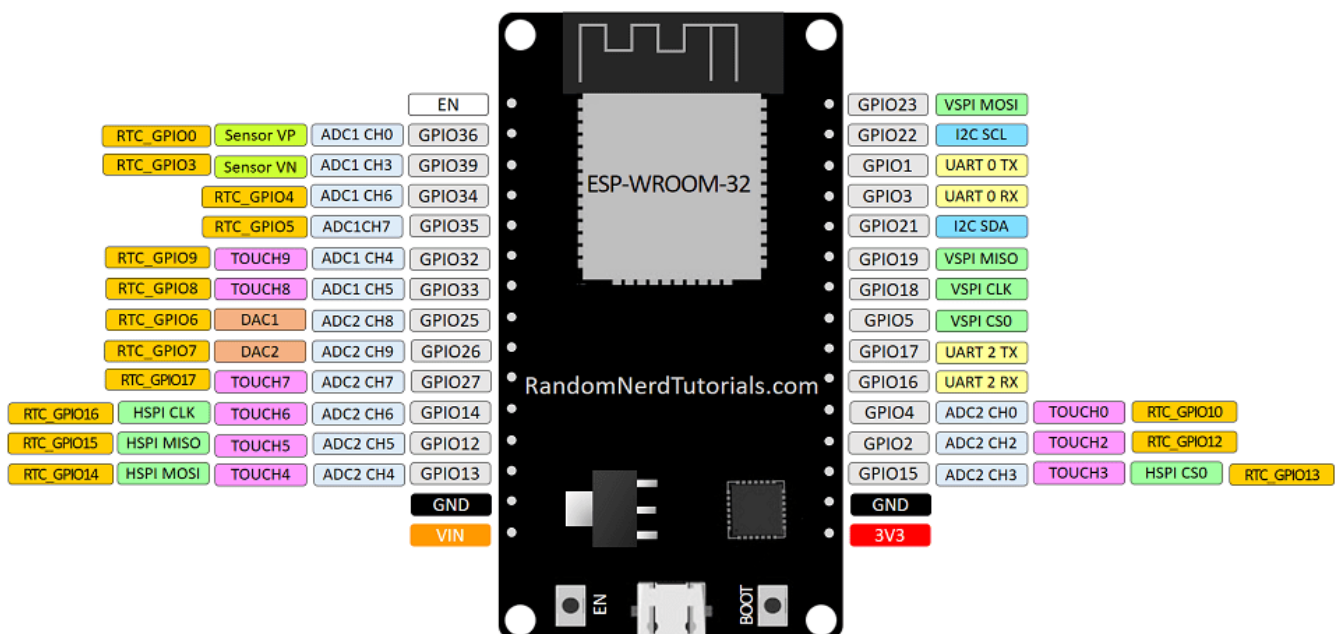 EN GPIO23 VSPI MOSI
RTC_GPIO0 Sensor VP ADC1 CH0 GPIO36 GPIO22 I2C SCL
RTC_GPIO3 Sensor VN ADC1 CH3 GPIO39 GPIO1 UART 0 TX
RTC_GPIO4 ADC1 CH6 GPIO34 ESP-WROOM-32 GPIO3 UART 0 RX
RTC_GPIO5 ADC1CH7 GPIO35 GPIO21 I2C SDA
RTC_GPIO9 TOUCH9 ADC1 CH4 GPIO32 GPIO19 VSPI MISO
RTC_GPIO8 TOUCH8 ADC1 CH5 GPIO33 GPIO18 VSPI CLK
RTC_GPIO6 DAC1 ADC2 CH8 GPIO25 GPIO5 VSPI CS0
RTC_GPIO7 DAC2 ADC2 CH9 GPIO26 GPIO17 UART 2 TX
RTC_GPIO17 TOUCH7 ADC2 CH7 GPIO27 RandomNerdTutorials.com GPIO16 UART 2 RX
RTC_GPIO16 HSPI CLK TOUCH6 ADC2 CH6 GPIO14 GPIO4 ADC2 CH0 TOUCH0 RTC_GPIO10
RTC_GPIO15 HSPI MISO TOUCH5 ADC2 CH5 GPIO12 GPIO2 ADC2 CH2 TOUCH2 RTC_GPIO12
RTC_GPIO14 HSPI MOSI TOUCH4 ADC2 CH4 GPIO13 GPIO15 ADC2 CH3 TOUCH3 HSPI CS0 RTC_GPIO13
GND GND
VIN 3V3
EN BOOT